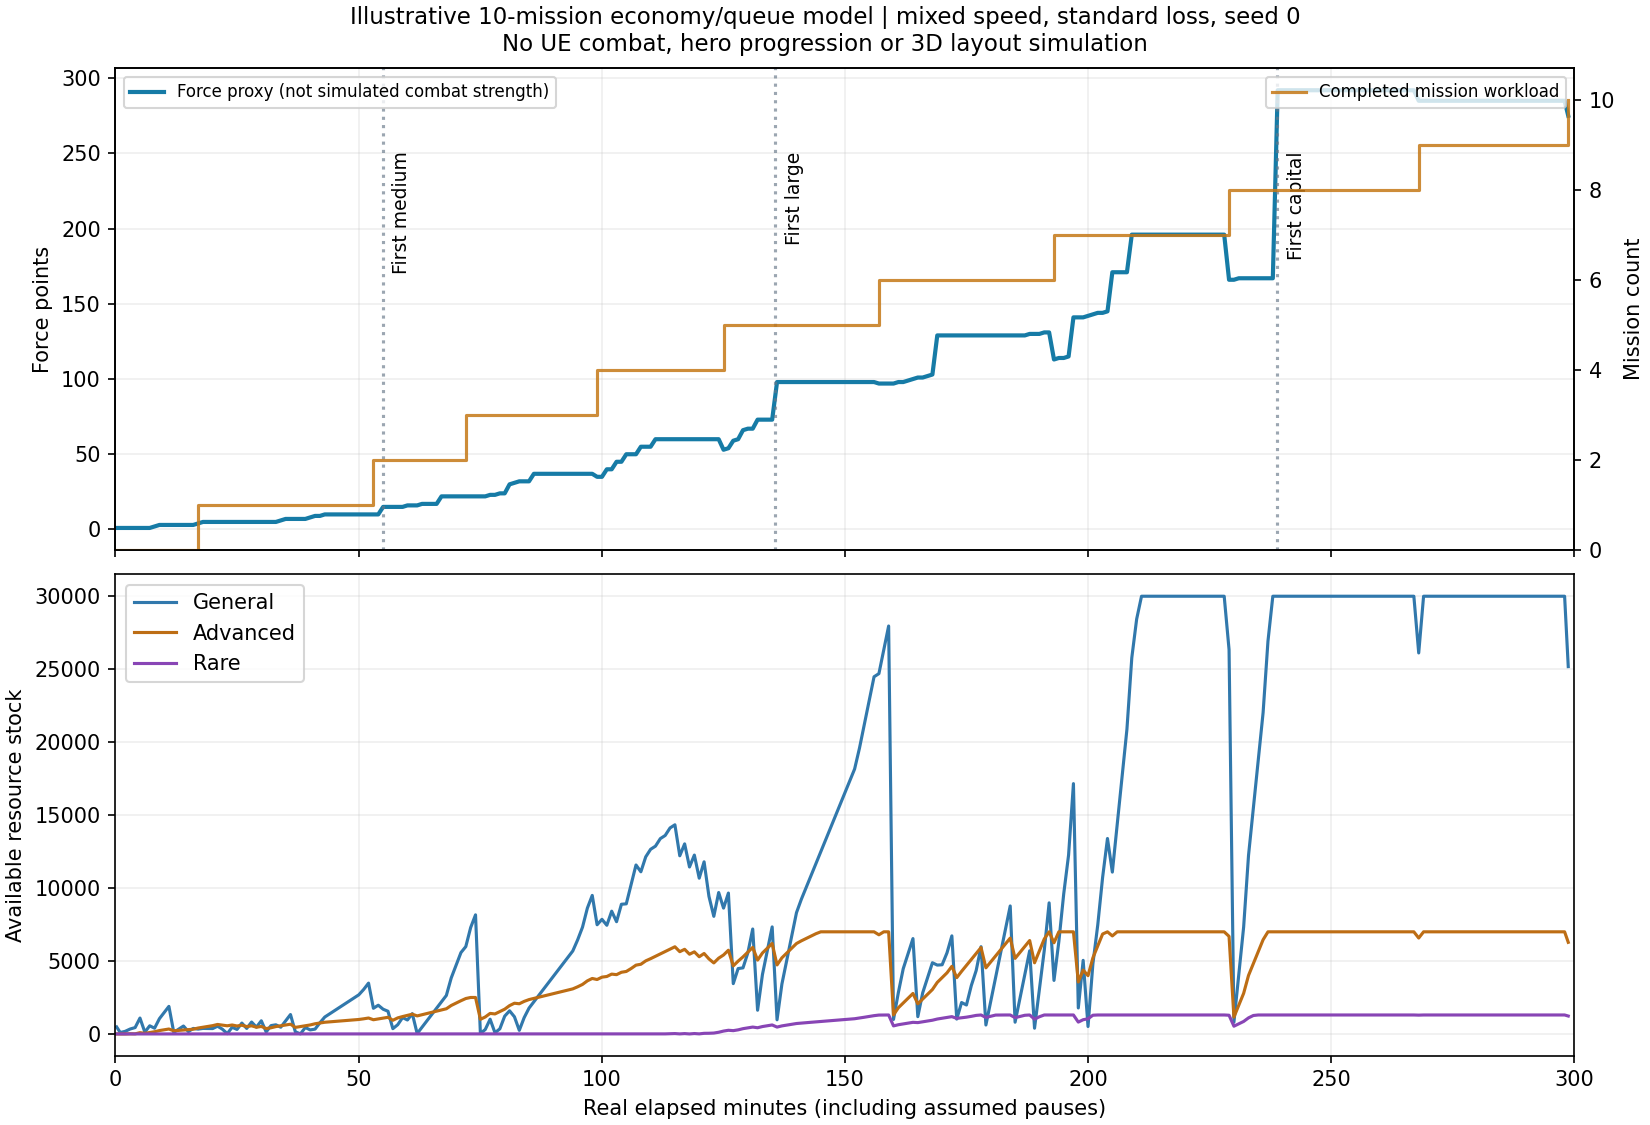 Illustrative 10-mission economy/queue model | mixed speed, standard loss, seed 0
No UE combat, hero progression or 3D layout simulation
Force proxy (not simulated combat strength)
Completed mission workload
300
250
200
150
100
50
0
Force points
First medium
First large
First capital
10
8
6
4
2
0
Mission count
General
Advanced
Rare
30000
25000
20000
15000
10000
5000
0
Available resource stock
0
50
100
150
200
250
300
Real elapsed minutes (including assumed pauses)